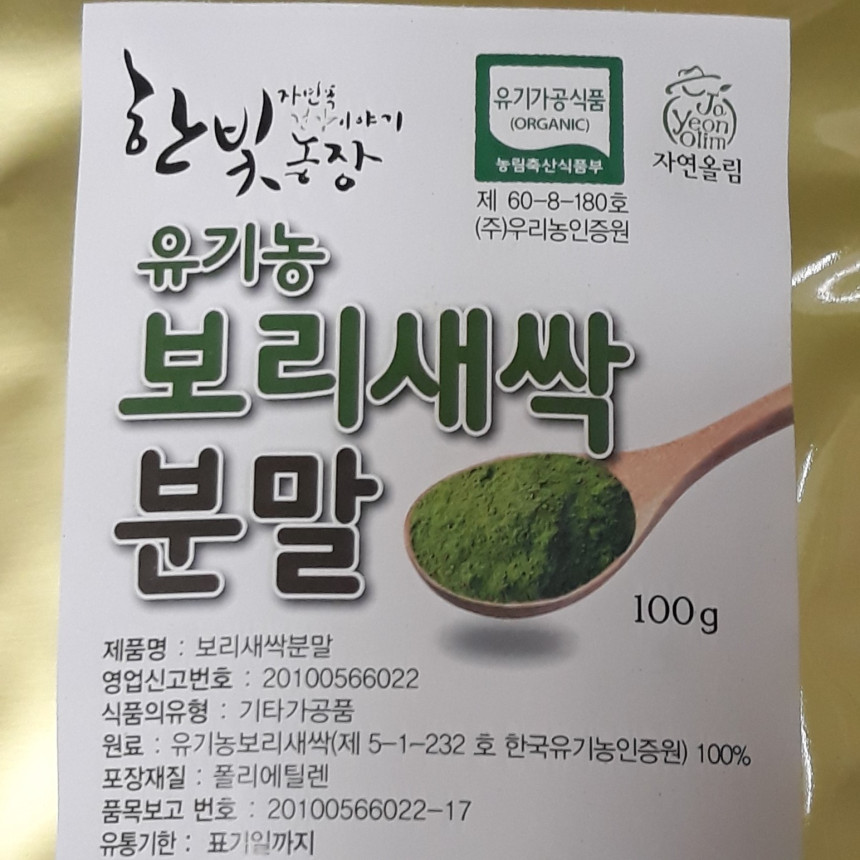 한빛농장
자연속
건강이야기
유기가공식품
(ORGANIC)
농림축산식품부
제 60-8-180호
(주)우리농인증원
Ja
yeon
Olim
자연올림
유기농
보리새싹
분말
100g
제품명 : 보리새싹분말
영업신고번호 : 20100566022
식품의유형 : 기타가공품
원료 : 유기농보리새싹(제 5-1-232 호 한국유기농인증원) 100%
포장재질 : 폴리에틸렌
품목보고 번호 : 20100566022-17
유통기한 : 표기일까지